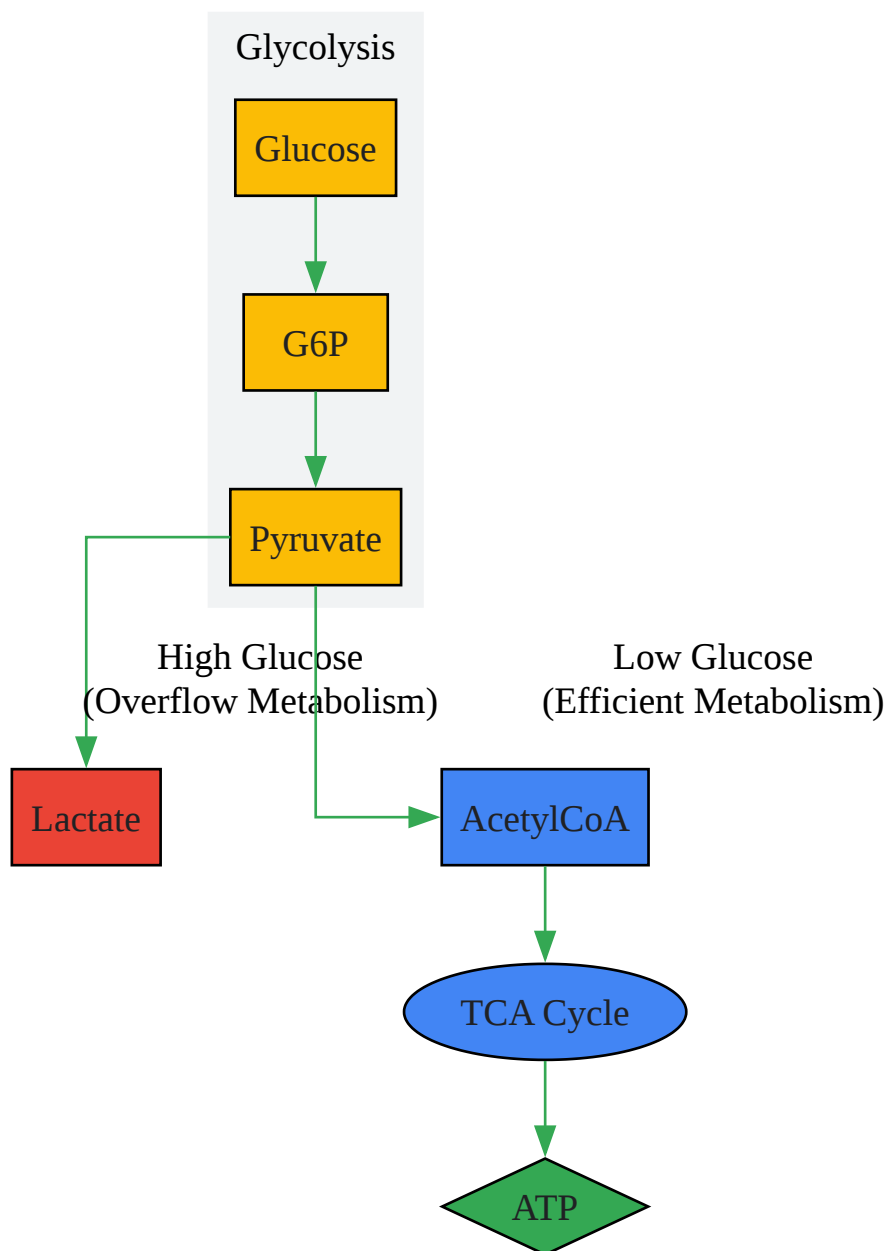 Glycolysis
Glucose
G6P
Pyruvate
High Glucose
(Overflow Metabolism)
Low Glucose
(Efficient Metabolism)
Lactate
AcetylCoA
TCA Cycle
ATP